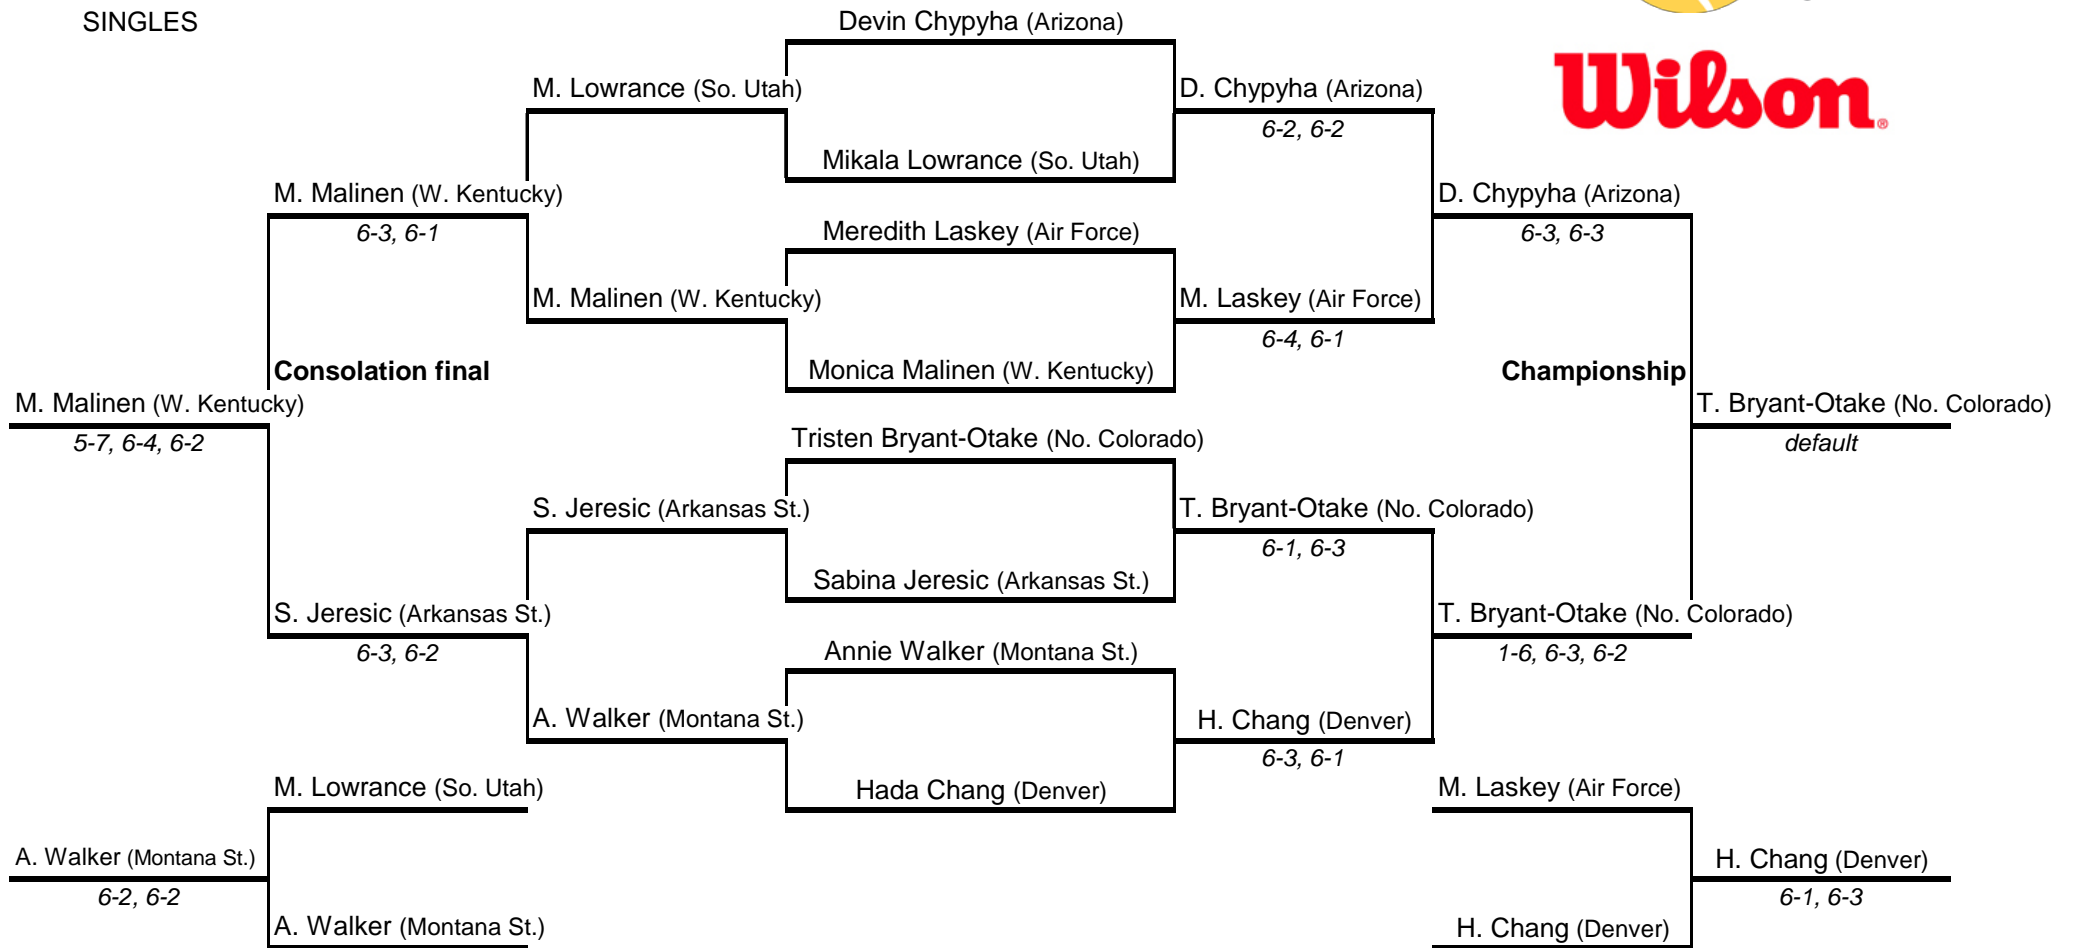 SINGLES
Devin Chypyha (Arizona)
Wilson
M. Lowrance (So. Utah)
D. Chypyha (Arizona)
6-2, 6-2
Mikala Lowrance (So. Utah)
M. Malinen (W. Kentucky)
D. Chypyha (Arizona)
6-3, 6-1
Meredith Laskey (Air Force)
6-3, 6-3
M. Malinen (W. Kentucky)
M. Laskey (Air Force)
6-4, 6-1
Consolation final
Monica Malinen (W. Kentucky)
Championship
M. Malinen (W. Kentucky)
T. Bryant-Otake (No. Colorado)
5-7, 6-4, 6-2
Tristen Bryant-Otake (No. Colorado)
default
S. Jeresic (Arkansas St.)
T. Bryant-Otake (No. Colorado)
6-1, 6-3
Sabina Jeresic (Arkansas St.)
S. Jeresic (Arkansas St.)
T. Bryant-Otake (No. Colorado)
6-3, 6-2
Annie Walker (Montana St.)
1-6, 6-3, 6-2
A. Walker (Montana St.)
H. Chang (Denver)
6-3, 6-1
M. Lowrance (So. Utah)
Hada Chang (Denver)
M. Laskey (Air Force)
A. Walker (Montana St.)
H. Chang (Denver)
6-2, 6-2
6-1, 6-3
A. Walker (Montana St.)
H. Chang (Denver)